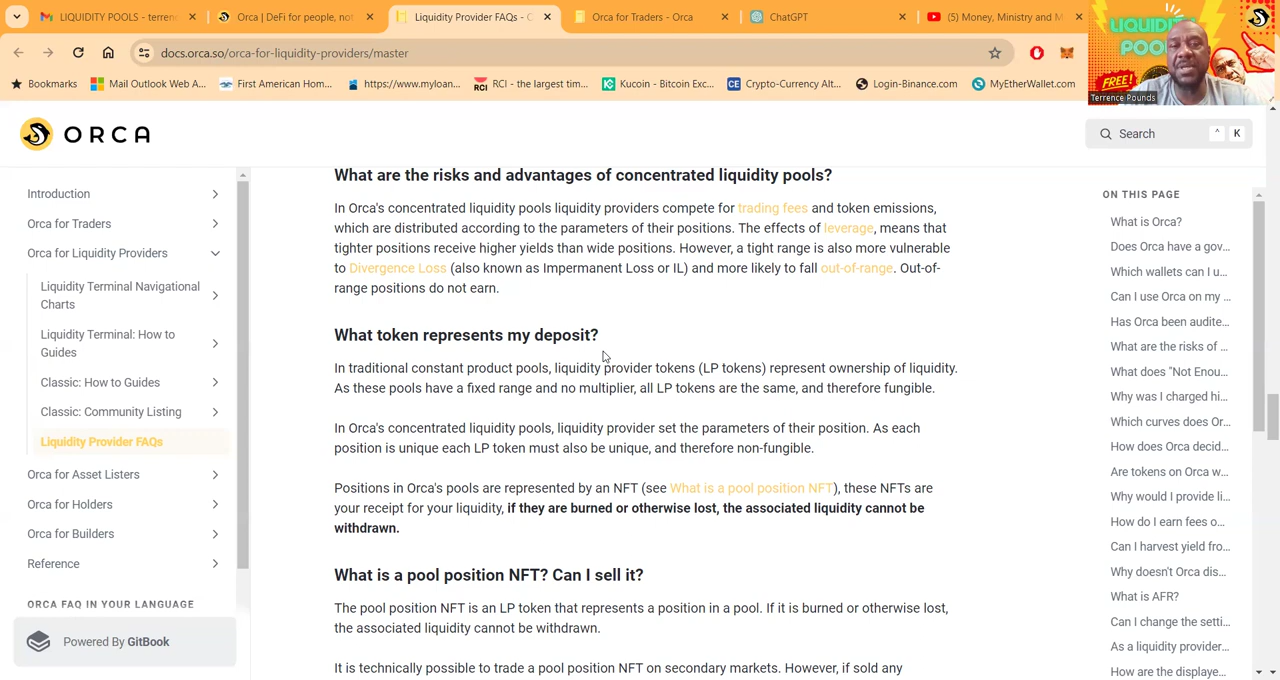 LIQUIDITY POOLS - terrenc
Orca | DeFi for people, not
Liquidity Provider FAQs - O
Orca for Traders - Orca
ChatGPT
(5) Money, Ministry and M
docs.orca.so/orca-for-liquidity-providers/master
Bookmarks
Mail Outlook Web A...
First American Hom...
https://www.myloan...
RCI
RCI - the largest tim...
Kucoin - Bitcoin Exc...
CE
Crypto-Currency Alt...
Login-Binance.com
MyEtherWallet.com
LIQUIDITY
POOL
FREE!
Terrence Pounds
ORCA
Search
^ K
Introduction
Orca for Traders
Orca for Liquidity Providers
Liquidity Terminal Navigational
Charts
Liquidity Terminal: How to
Guides
Classic: How to Guides
Classic: Community Listing
Liquidity Provider FAQs
Orca for Asset Listers
Orca for Holders
Orca for Builders
Reference
ORCA FAQ IN YOUR LANGUAGE
Powered By GitBook
What are the risks and advantages of concentrated liquidity pools?
In Orca's concentrated liquidity pools liquidity providers compete for trading fees and token emissions,
which are distributed according to the parameters of their positions. The effects of leverage, means that
tighter positions receive higher yields than wide positions. However, a tight range is also more vulnerable
to Divergence Loss (also known as Impermanent Loss or IL) and more likely to fall out-of-range. Out-of-
range positions do not earn.
What token represents my deposit?
In traditional constant product pools, liquidity provider tokens (LP tokens) represent ownership of liquidity.
As these pools have a fixed range and no multiplier, all LP tokens are the same, and therefore fungible.
In Orca's concentrated liquidity pools, liquidity provider set the parameters of their position. As each
position is unique each LP token must also be unique, and therefore non-fungible.
Positions in Orca's pools are represented by an NFT (see What is a pool position NFT), these NFTs are
your receipt for your liquidity, if they are burned or otherwise lost, the associated liquidity cannot be
withdrawn.
What is a pool position NFT? Can I sell it?
The pool position NFT is an LP token that represents a position in a pool. If it is burned or otherwise lost,
the associated liquidity cannot be withdrawn.
It is technically possible to trade a pool position NFT on secondary markets. However, if sold any
ON THIS PAGE
What is Orca?
Does Orca have a gov...
Which wallets can I u...
Can I use Orca on my ...
Has Orca been audite...
What are the risks of ...
What does "Not Enou...
Why was I charged hi...
Which curves does Or...
How does Orca decid...
Are tokens on Orca w...
Why would I provide li...
How do I earn fees o...
Can I harvest yield fro...
Why doesn't Orca dis...
What is AFR?
Can I change the setti...
As a liquidity provider...
How are the displaye...